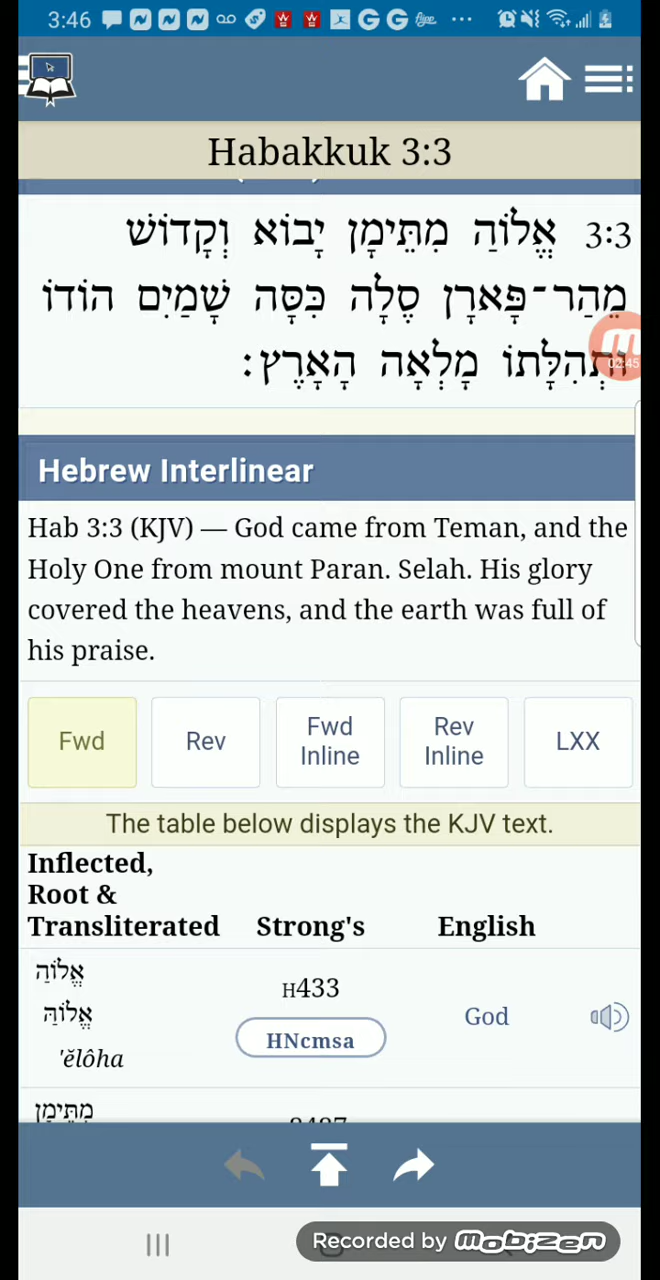 3:46
Habakkuk 3:3
3:3 אֱלוֹהַ מִתֵּימָן יָבוֹא וְקָדוֹשׁ
מֵהַר־פָּארָן סֶלָה כִּסָּה שָׁמַיִם הוֹדוֹ
וּתְהִלָּתוֹ מָלְאָה הָאָרֶץ׃
02:45
Hebrew Interlinear
Hab 3:3 (KJV) — God came from Teman, and the
Holy One from mount Paran. Selah. His glory
covered the heavens, and the earth was full of
his praise.
Fwd Rev Fwd Inline Rev Inline LXX
The table below displays the KJV text.
Inflected,
Root &
Transliterated Strong's English
אֱלוֹהַ
אֱלוֹהַּ
'ĕlôha
H433
HNcmsa
God
מִתֵּימָן
Recorded by mobizen